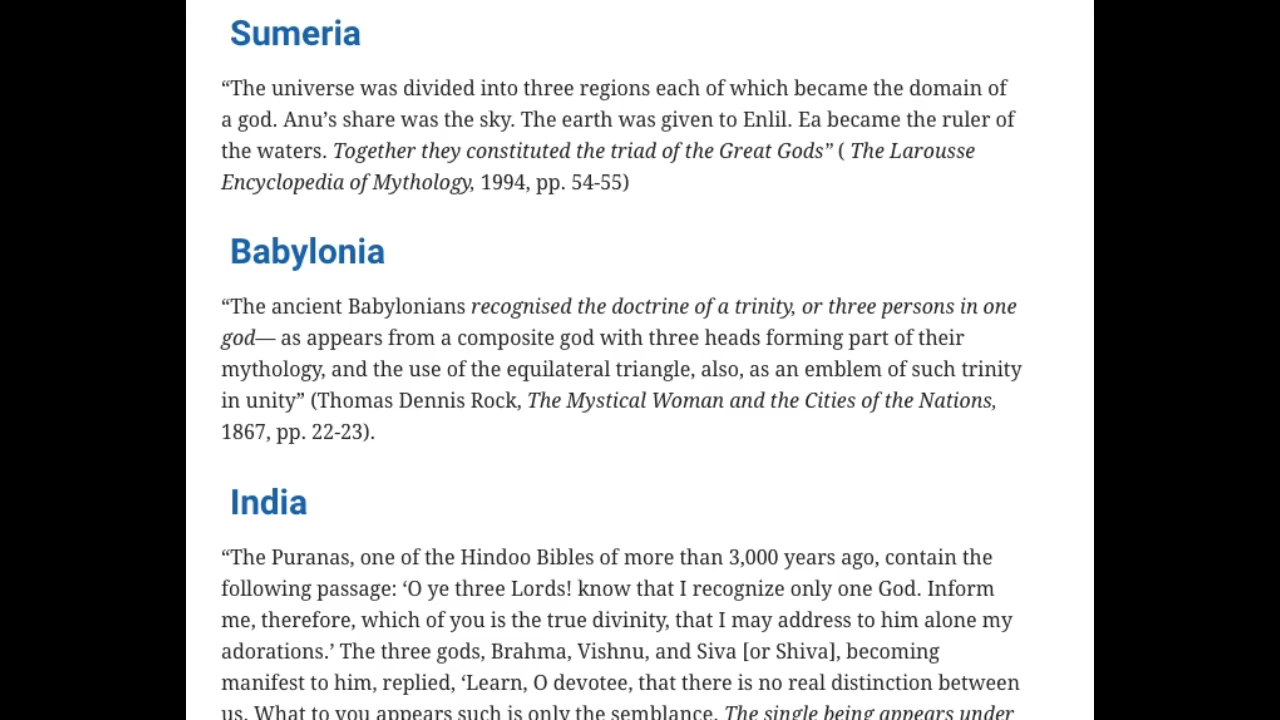 Sumeria
“The universe was divided into three regions each of which became the domain of
a god. Anu’s share was the sky. The earth was given to Enlil. Ea became the ruler of
the waters. Together they constituted the triad of the Great Gods” ( The Larousse
Encyclopedia of Mythology, 1994, pp. 54-55)
Babylonia
“The ancient Babylonians recognised the doctrine of a trinity, or three persons in one
god— as appears from a composite god with three heads forming part of their
mythology, and the use of the equilateral triangle, also, as an emblem of such trinity
in unity” (Thomas Dennis Rock, The Mystical Woman and the Cities of the Nations,
1867, pp. 22-23).
India
“The Puranas, one of the Hindoo Bibles of more than 3,000 years ago, contain the
following passage: ‘O ye three Lords! know that I recognize only one God. Inform
me, therefore, which of you is the true divinity, that I may address to him alone my
adorations.’ The three gods, Brahma, Vishnu, and Siva [or Shiva], becoming
manifest to him, replied, ‘Learn, O devotee, that there is no real distinction between
us. What to you appears such is only the semblance. The single being appears under